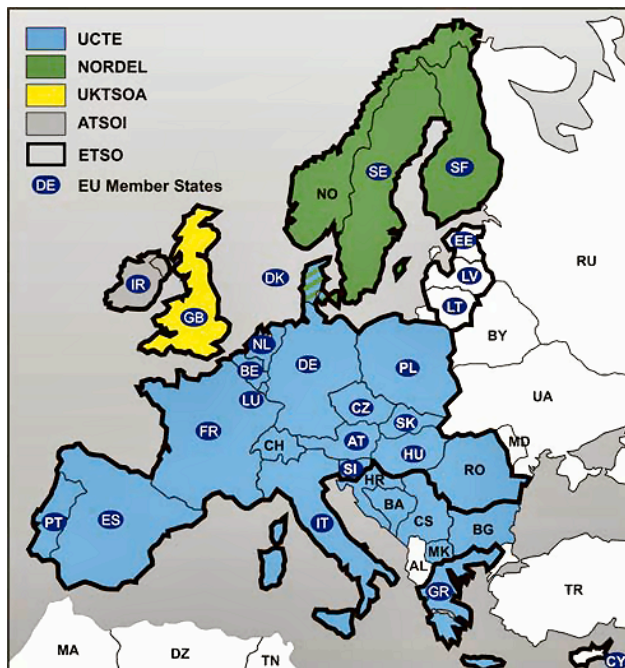 UCTE
NORDEL
UKTSOA
ATSOI
ETSO
DE EU Member States
NO
SE
SF
RU
EE
LV
LT
IR
DK
GB
BY
NL
DE
PL
BE
LU
UA
CZ
SK
FR
MD
CH
AT
HU
RO
SI
HR
BA
CS
BG
PT
ES
IT
MK
AL
GR
TR
MA
DZ
TN
CY